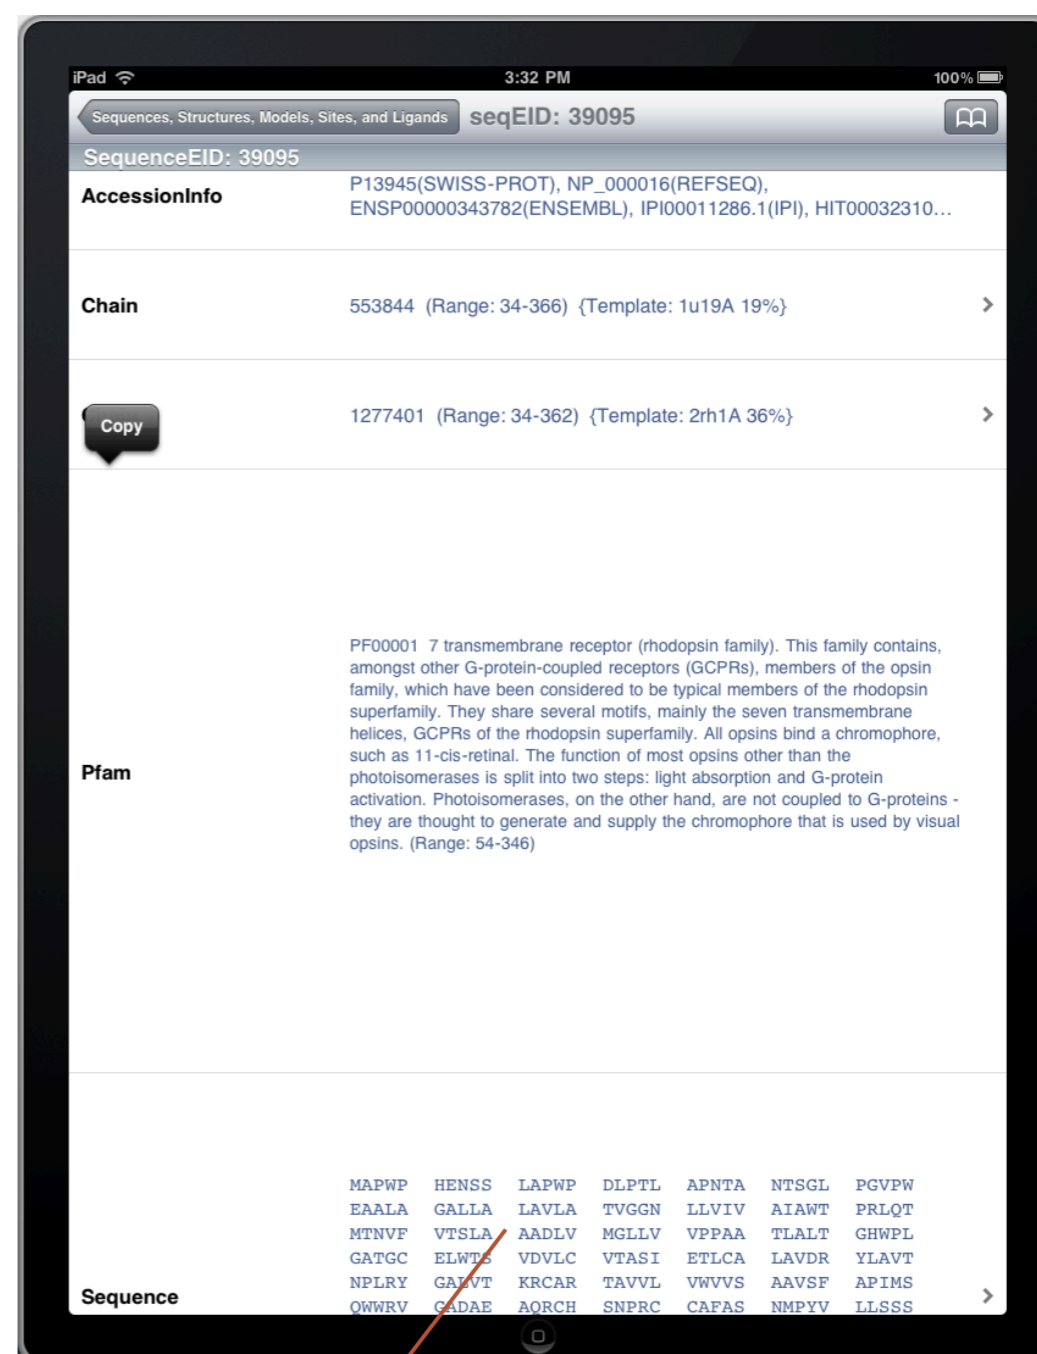 iPad 3:32 PM 100%
Sequences, Structures, Models, Sites, and Ligands seqEID: 39095
SequenceEID: 39095
AccessionInfo
P13945(SWISS-PROT), NP_000016(REFSEQ),
ENSP00000343782(ENSEMBL), IPI00011286.1(IPI), HIT00032310...
Chain 553844 (Range: 34-366) {Template: 1u19A 19%}
Copy 1277401 (Range: 34-362) {Template: 2rh1A 36%}
Pfam
PF00001 7 transmembrane receptor (rhodopsin family). This family contains,
amongst other G-protein-coupled receptors (GCPRs), members of the opsin
family, which have been considered to be typical members of the rhodopsin
superfamily. They share several motifs, mainly the seven transmembrane
helices, GCPRs of the rhodopsin superfamily. All opsins bind a chromophore,
such as 11-cis-retinal. The function of most opsins other than the
photoisomerases is split into two steps: light absorption and G-protein
activation. Photoisomerases, on the other hand, are not coupled to G-proteins -
they are thought to generate and supply the chromophore that is used by visual
opsins. (Range: 54-346)
Sequence
MAPWP HENSS LAPWP DLPTL APNTA NTSGL PGVPW
EAALA GALLA LAVLA TVGGN LLVIV AIAWT PRLQT
MTNVF VTSLA AADLV MGLLV VPPAA TLALT GHWPL
GATGC ELWTS VDVLC VTASI ETLCA LAVDR YLAVT
NPLRY GALVT KRCAR TAVVL VWVVS AAVSF APIMS
QWWRV GADAE AQRCH SNPRC CAFAS NMPYV LLSSS